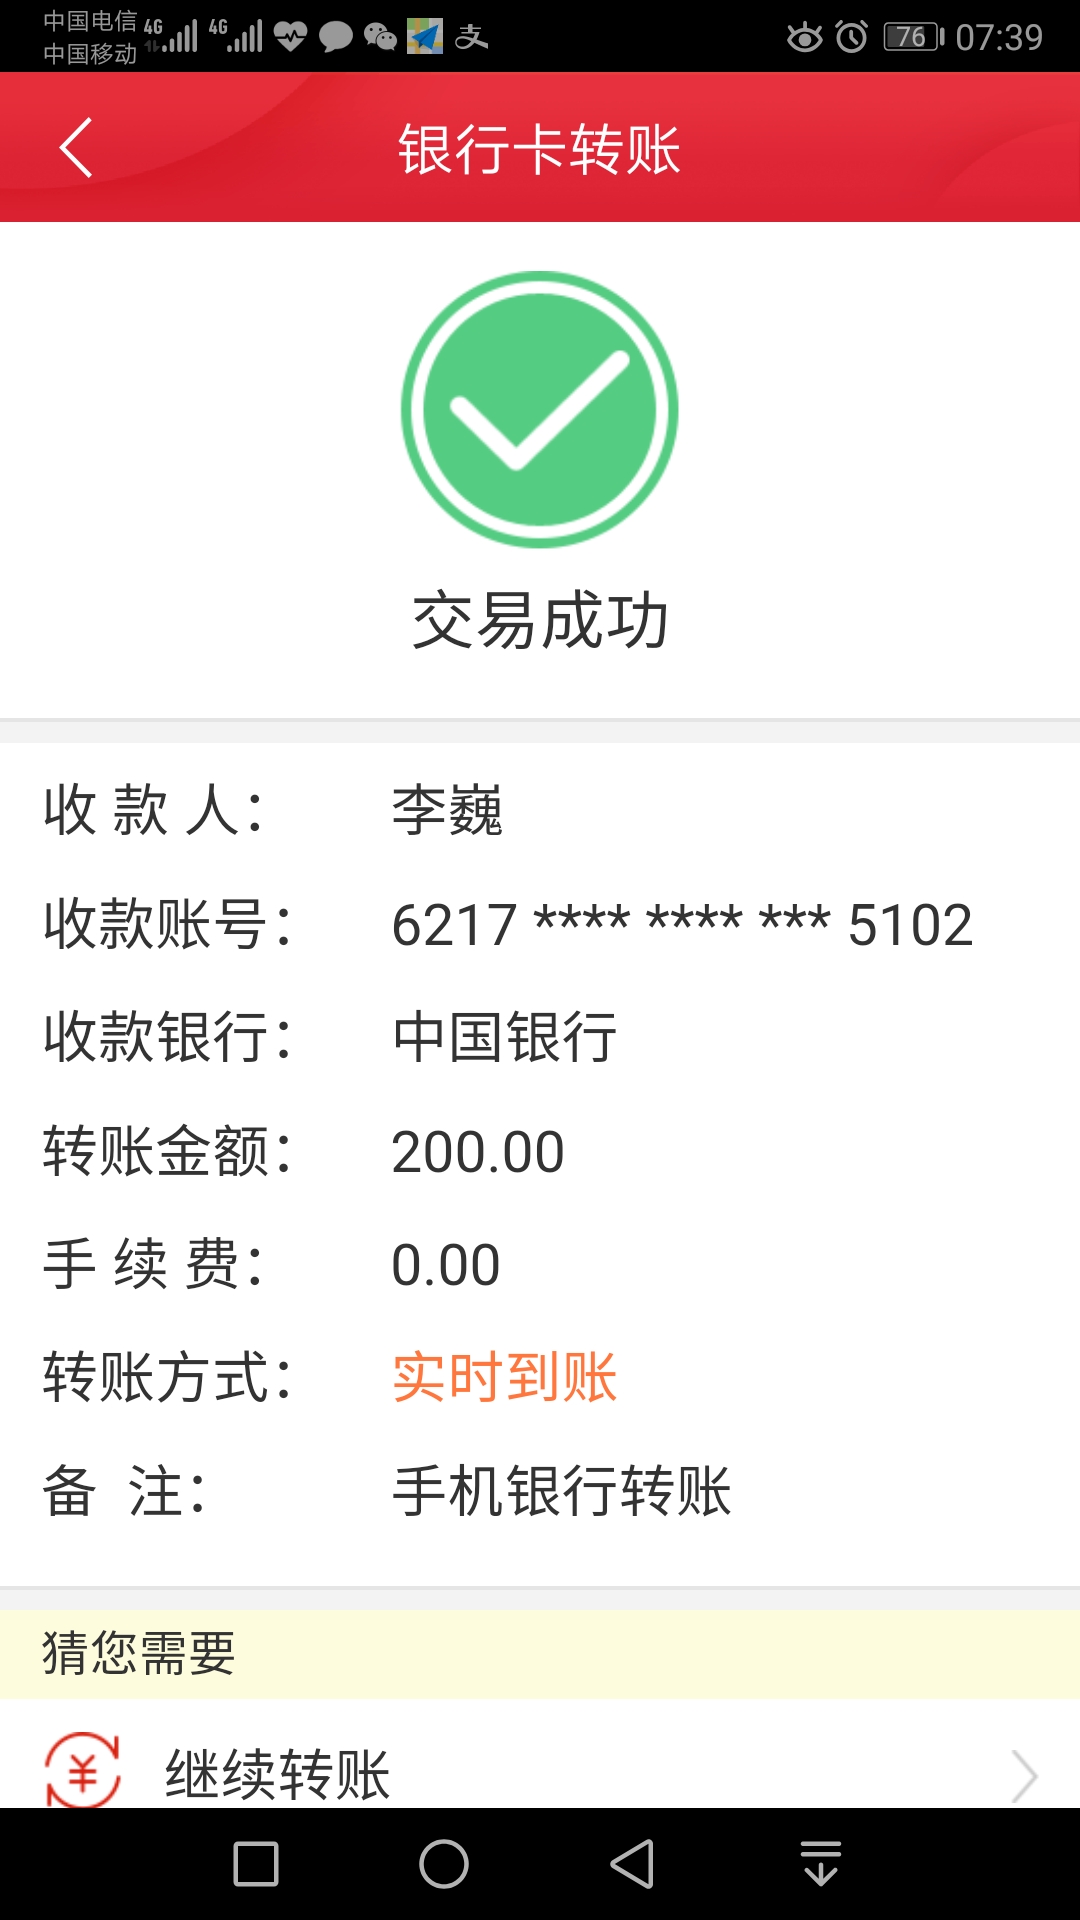 中国电信
中国移动
4G
4G
76
07:39
银行卡转账
交易成功
收 款 人： 李巍
收款账号： 6217 **** **** *** 5102
收款银行： 中国银行
转账金额： 200.00
手 续 费： 0.00
转账方式： 实时到账
备 注： 手机银行转账
猜您需要
继续转账